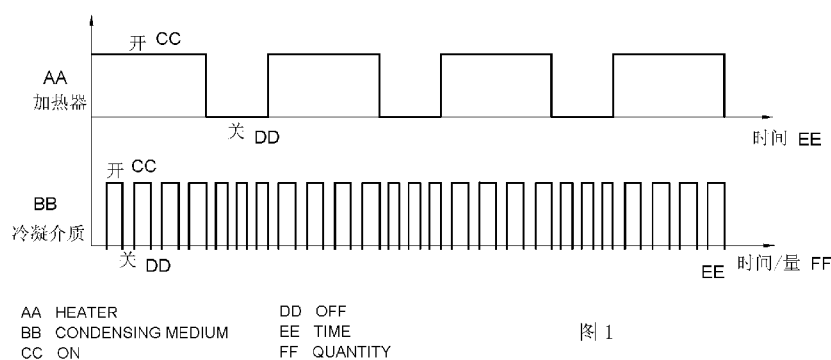 开 CC
AA
加热器
关 DD
时间 EE
开 CC
BB
冷凝介质
关 DD
EE 时间/量 FF
AA HEATER
BB CONDENSING MEDIUM
CC ON
DD OFF
EE TIME
FF QUANTITY
图 1